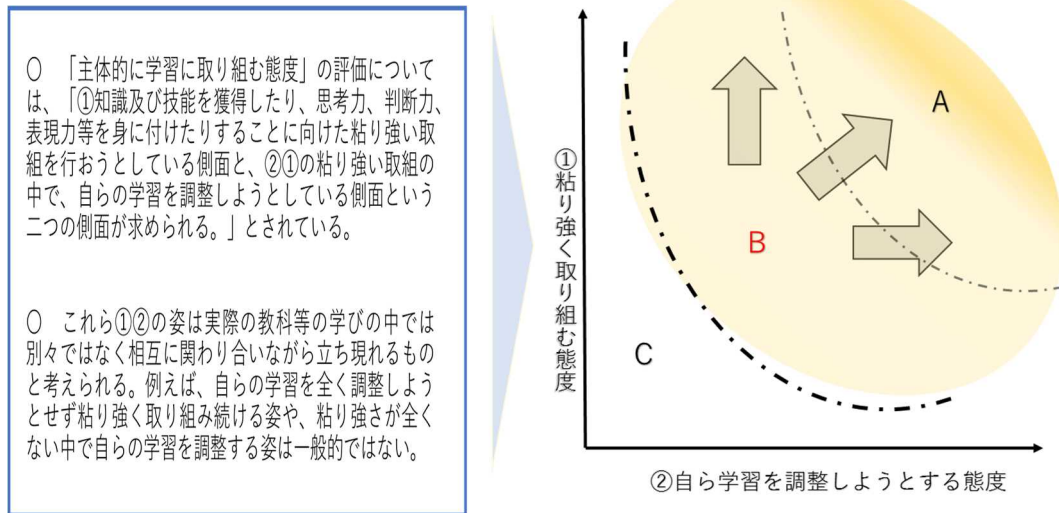 ○　「主体的に学習に取り組む態度」の評価について
は、「①知識及び技能を獲得したり、思考力、判断力、
表現力等を身に付けたりすることに向けた粘り強い取
組を行おうとしている側面と、②①の粘り強い取組の
中で、自らの学習を調整しようとしている側面という
二つの側面が求められる。」とされている。
○　これら①②の姿は実際の教科等の学びの中では
別々ではなく相互に関わり合いながら立ち現れるもの
と考えられる。例えば、自らの学習を全く調整しよう
とせず粘り強く取り組み続ける姿や、粘り強さが全く
ない中で自らの学習を調整する姿は一般的ではない。
①粘り強く取り組む態度
A
B
C
②自ら学習を調整しようとする態度